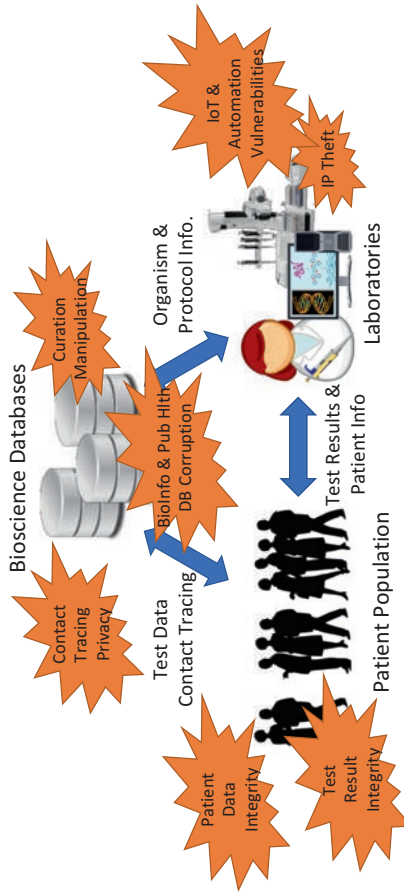 Bioscience Databases
Contact
Tracing
Privacy
Curation
Manipulation
BioInfo & Pub Hlth
DB Corruption
Test Data
Contact Tracing
Organism &
Protocol Info.
IoT &
Automation
Vulnerabilities
IP Theft
Patient
Data
Integrity
Test
Result
Integrity
Test Results &
Patient Info
Patient Population
Laboratories